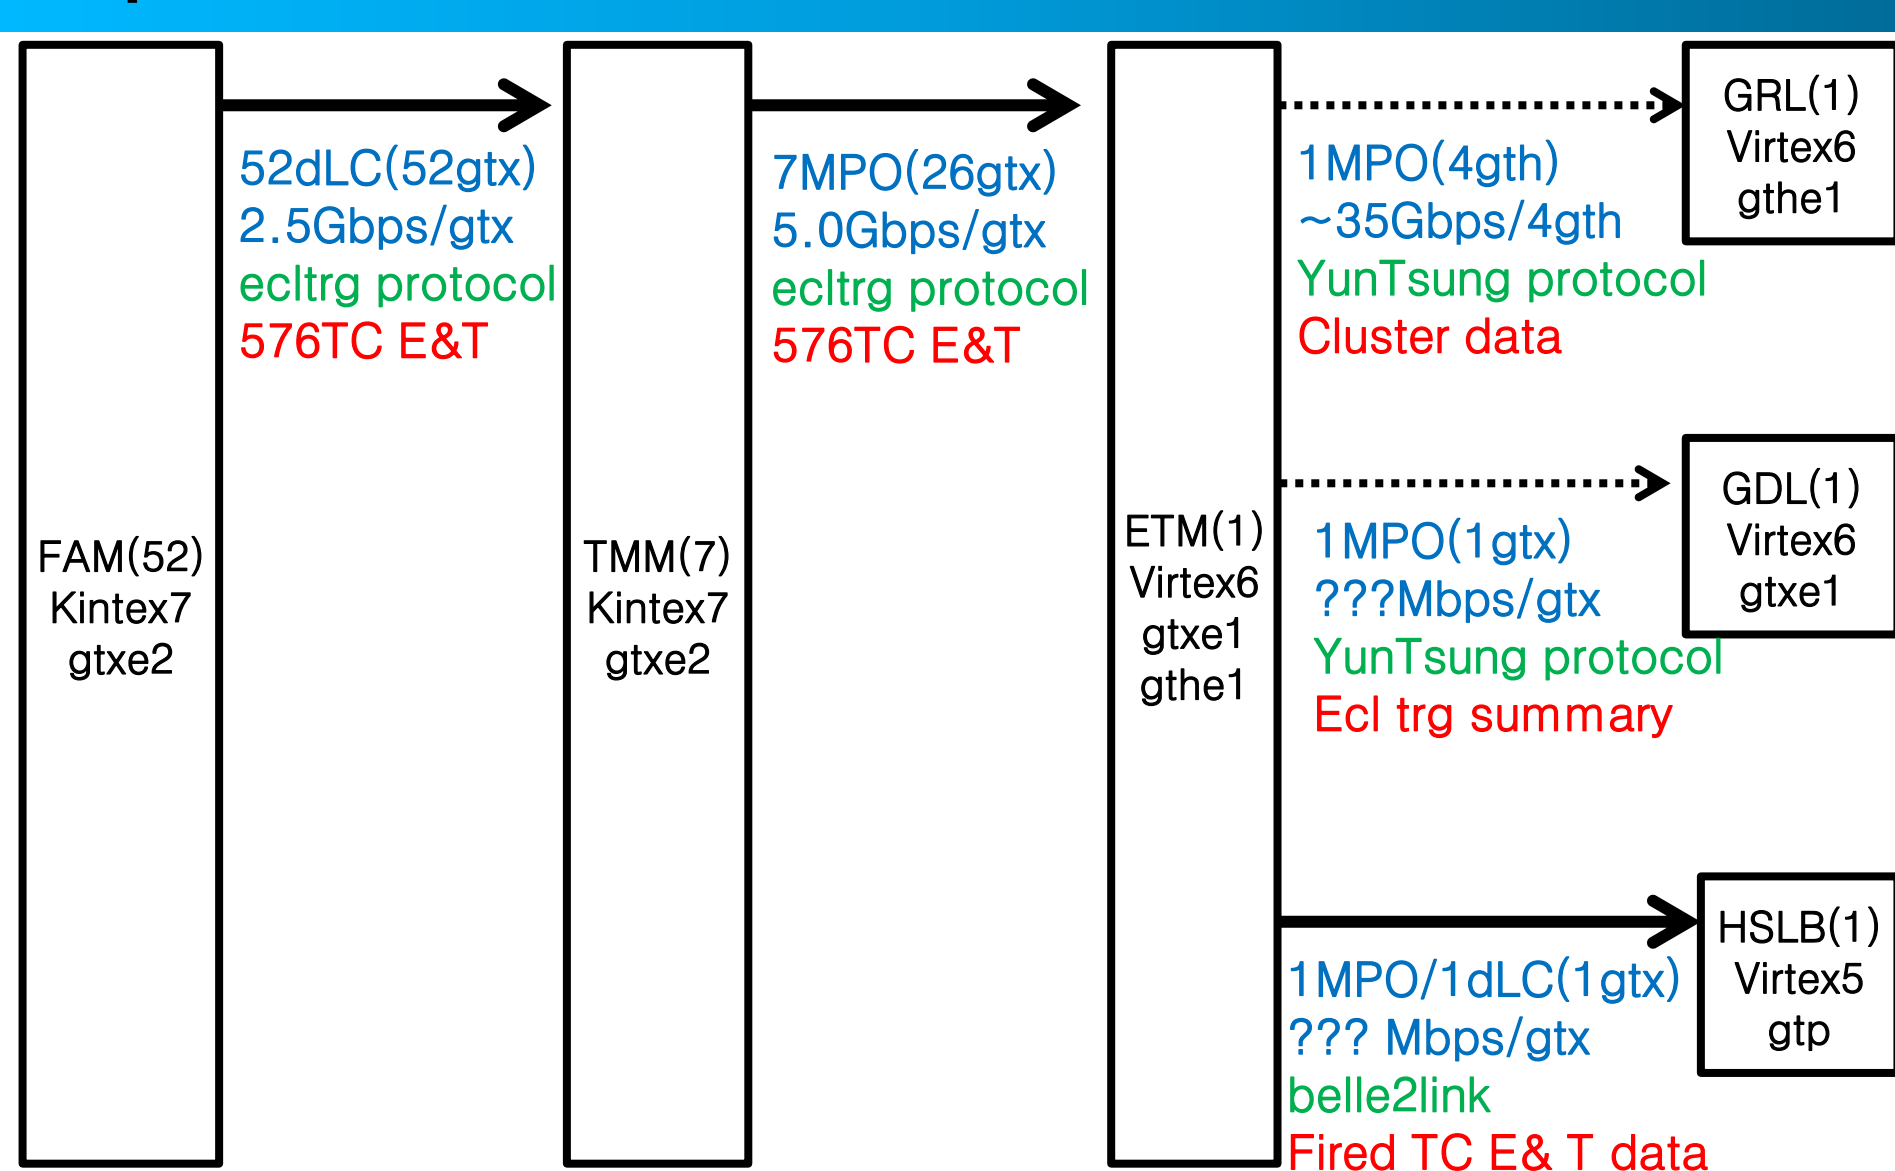 FAM(52)
Kintex7
gtxe2
52dLC(52gtx)
2.5Gbps/gtx
ecltrg protocol
576TC E&T
TMM(7)
Kintex7
gtxe2
7MPO(26gtx)
5.0Gbps/gtx
ecltrg protocol
576TC E&T
ETM(1)
Virtex6
gtxe1
gthe1
1MPO(4gth)
~35Gbps/4gth
YunTsung protocol
Cluster data
GRL(1)
Virtex6
gthe1
1MPO(1gtx)
???Mbps/gtx
YunTsung protocol
Ecl trg summary
GDL(1)
Virtex6
gtxe1
1MPO/1dLC(1gtx)
??? Mbps/gtx
belle2link
Fired TC E& T data
HSLB(1)
Virtex5
gtp